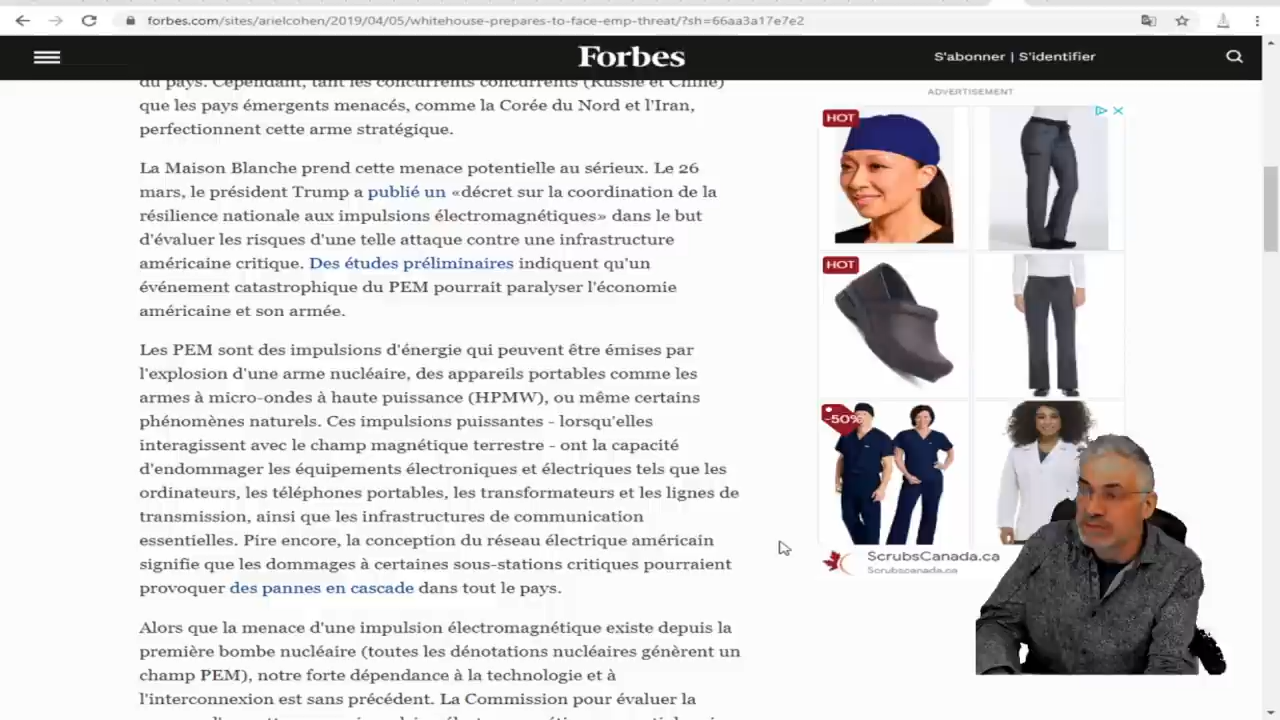 forbes.com/sites/arielcohen/2019/04/05/whitehouse-prepares-to-face-emp-threat/?sh=66aa3a17e7e2
Forbes
S'abonner | S'identifier
du pays. Cependant, tant les concurrents concurrents (Russie et Chine)
que les pays émergents menacés, comme la Corée du Nord et l'Iran,
perfectionnent cette arme stratégique.
La Maison Blanche prend cette menace potentielle au sérieux. Le 26
mars, le président Trump a publié un «décret sur la coordination de la
résilience nationale aux impulsions électromagnétiques» dans le but
d'évaluer les risques d'une telle attaque contre une infrastructure
américaine critique. Des études préliminaires indiquent qu'un
événement catastrophique du PEM pourrait paralyser l'économie
américaine et son armée.
Les PEM sont des impulsions d'énergie qui peuvent être émises par
l'explosion d'une arme nucléaire, des appareils portables comme les
armes à micro-ondes à haute puissance (HPMW), ou même certains
phénomènes naturels. Ces impulsions puissantes - lorsqu'elles
interagissent avec le champ magnétique terrestre - ont la capacité
d'endommager les équipements électroniques et électriques tels que les
ordinateurs, les téléphones portables, les transformateurs et les lignes de
transmission, ainsi que les infrastructures de communication
essentielles. Pire encore, la conception du réseau électrique américain
signifie que les dommages à certaines sous-stations critiques pourraient
provoquer des pannes en cascade dans tout le pays.
Alors que la menace d'une impulsion électromagnétique existe depuis la
première bombe nucléaire (toutes les dénotations nucléaires génèrent un
champ PEM), notre forte dépendance à la technologie et à
l'interconnexion est sans précédent. La Commission pour évaluer la
ADVERTISEMENT
HOT
HOT
-50%
ScrubsCanada.ca
Scrubscanada.ca